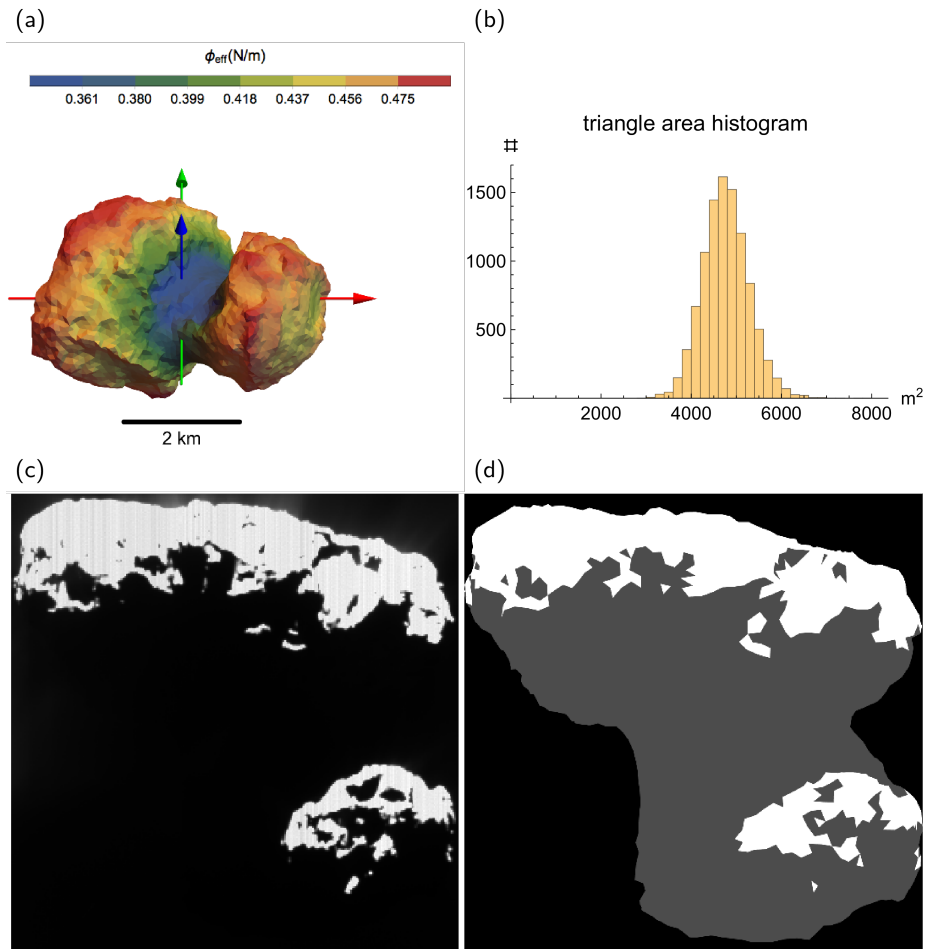 (a)
ϕeff(N/m)
0.361 0.380 0.399 0.418 0.437 0.456 0.475
2 km
(b)
triangle area histogram
#
1500
1000
500
2000 4000 6000 8000 m²
(c)
(d)